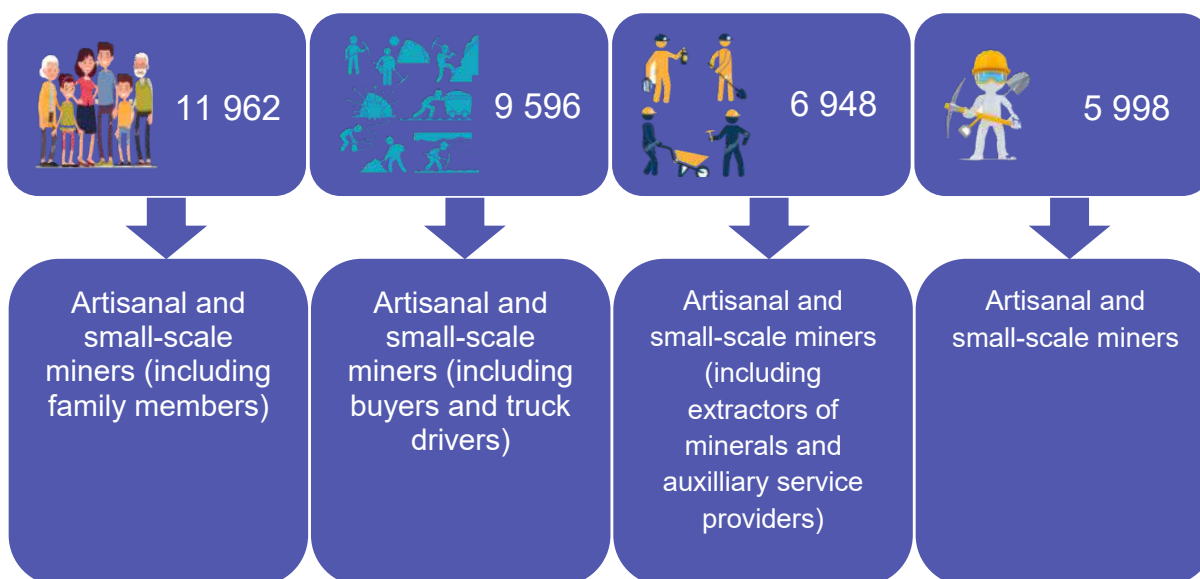 11 962
9 596
6 948
5 998
Artisanal and
small-scale
miners (including
family members)
Artisanal and
small-scale
miners (including
buyers and truck
drivers)
Artisanal and
small-scale miners
(including
extractors of
minerals and
auxilliary service
providers)
Artisanal and
small-scale miners